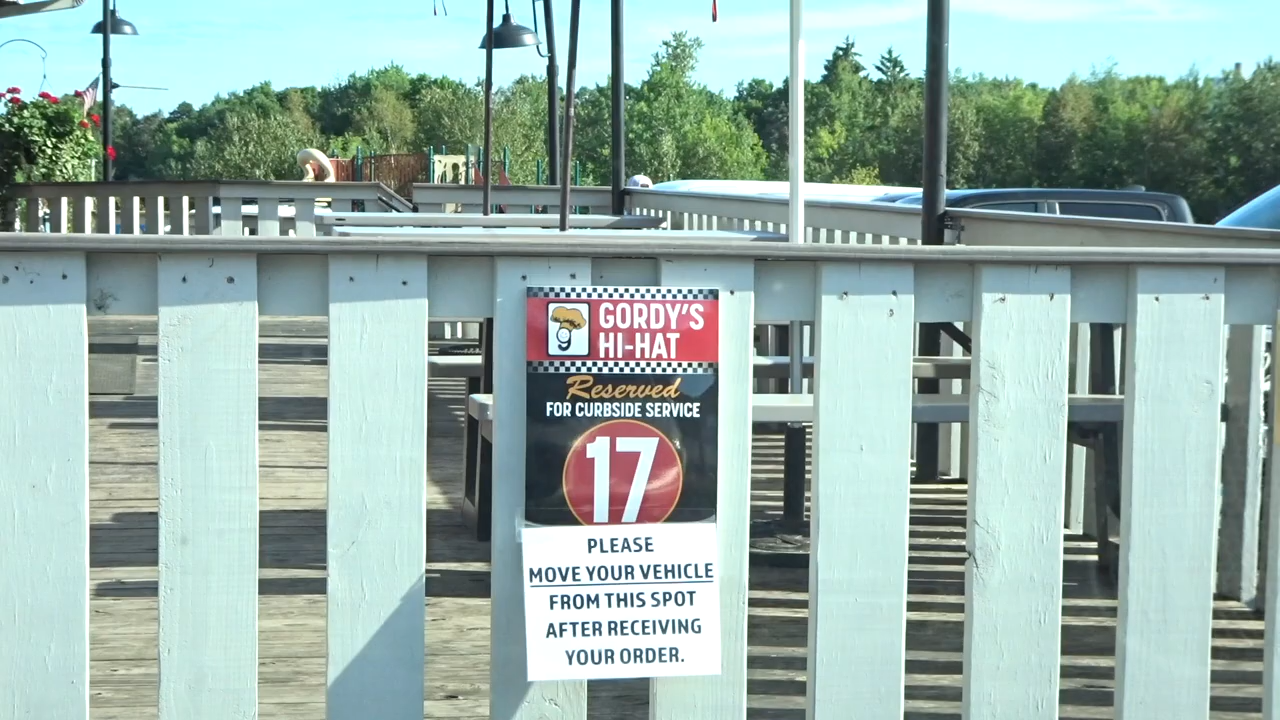 GORDY'S
HI-HAT
Reserved
FOR CURBSIDE SERVICE
17
PLEASE
MOVE YOUR VEHICLE
FROM THIS SPOT
AFTER RECEIVING
YOUR ORDER.